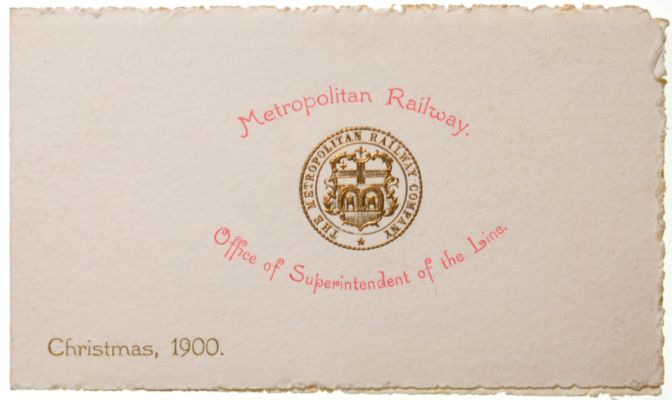 Metropolitan Railway.
THE METROPOLITAN RAILWAY COMPANY
Office of Superintendent of the Line.
Christmas, 1900.